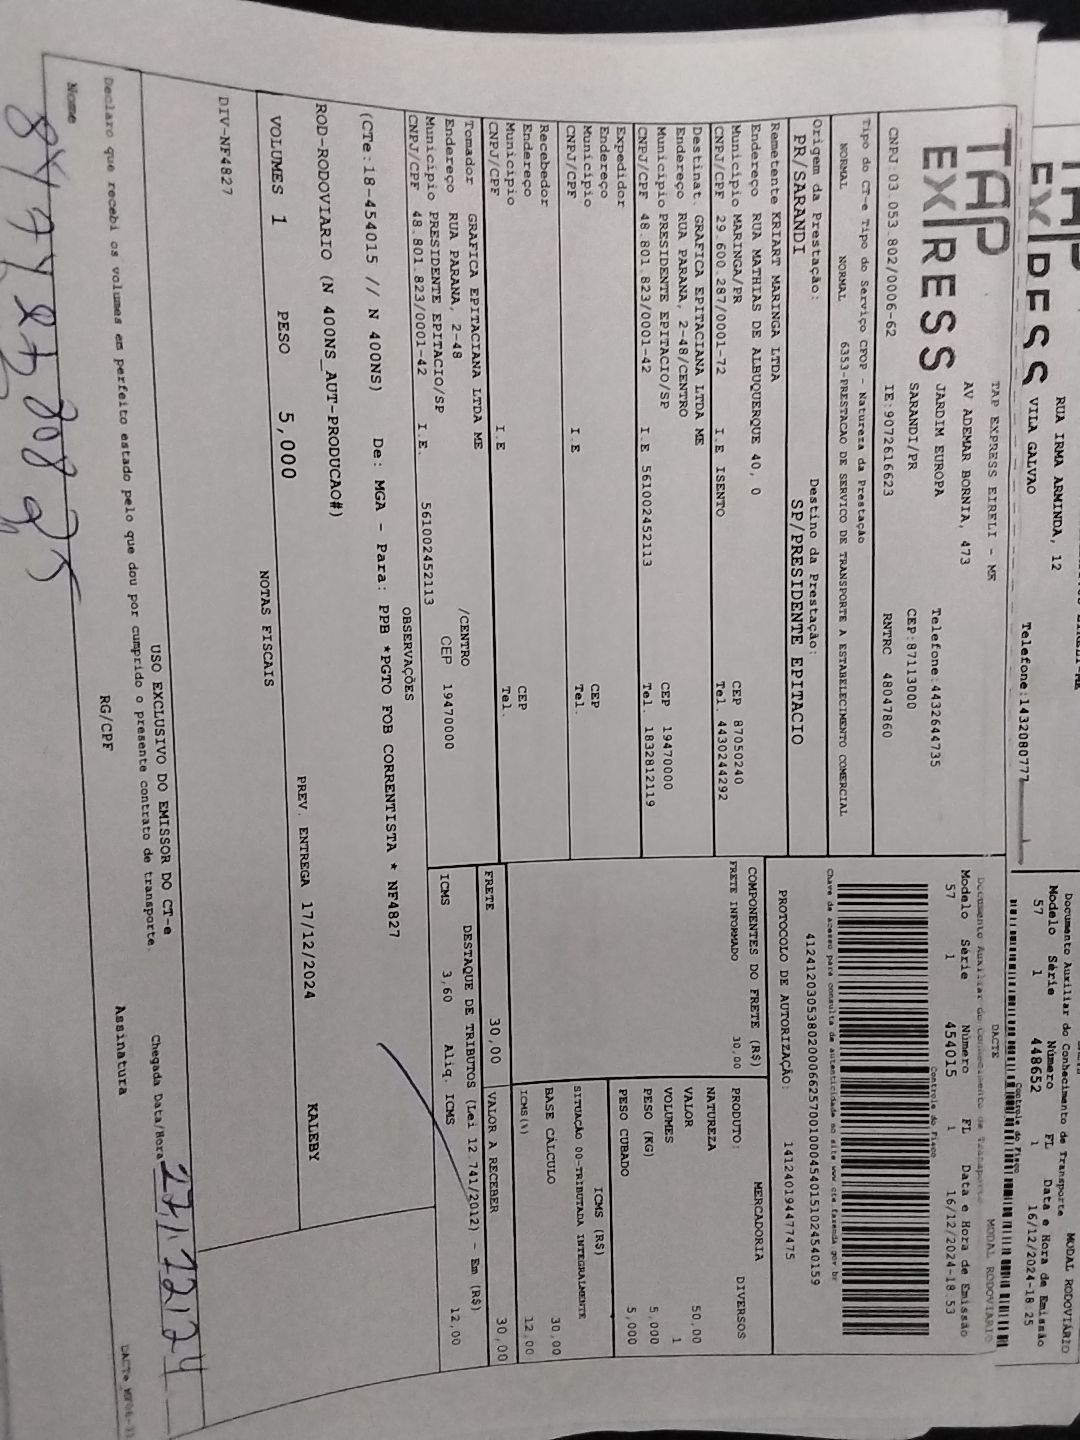 RUA IRMA ARMINDA, 12
VILA GALVAO
Telefone:1432080777
Documento Auxiliar do Conhecimento de Transporte
MODAL RODOVIÁRIO
Modelo Série Número FL Data e Hora de Emissão
57 1 448652 1 16/12/2024-18:25
Controle do Fisco
TAP EXPRESS
TAP EXPRESS EIRELI - ME
AV ADEMAR BORNIA, 473
JARDIM EUROPA
Telefone:4432644735
SARANDI/PR
CEP:87113000
CNPJ:03.053.802/0006-62
IE:9072616623
RNTRC 48047860
DACTE
MODAL RODOVIARIO
Documento Auxiliar do Conhecimento de Transporte
Modelo Série Número FL Data e Hora de Emissão
57 1 454015 1 16/12/2024-18:53
Controle do Fisco
Tipo do CT-e Tipo do Serviço CFOP - Natureza da Prestação
NORMAL NORMAL 6353-PRESTACAO DE SERVICO DE TRANSPORTE A ESTABELECIMENTO COMERCIAL
Chave de acesso para consulta de autenticidade no site www.cte.fazenda.gov.br
41241203053802000662570010004540151024540159
Origem da Prestação:
PR/SARANDI
Destino da Prestação:
SP/PRESIDENTE EPITACIO
PROTOCOLO DE AUTORIZAÇÃO: 141240194477475
Remetente KRIART MARINGA LTDA
Endereço RUA MATHIAS DE ALBUQUERQUE 40, 0
Município MARINGA/PR CEP 87050240
CNPJ/CPF 29.600.287/0001-72 I.E ISENTO Tel. 4430244292
Destinat. GRAFICA EPITACIANA LTDA ME
Endereço RUA PARANA, 2-48/CENTRO
Município PRESIDENTE EPITACIO/SP CEP 19470000
CNPJ/CPF 48.801.823/0001-42 I.E 561002452113 Tel. 1832812119
Expedidor
Endereço
Município CEP
CNPJ/CPF I.E Tel.
Recebedor
Endereço
Município CEP
CNPJ/CPF I.E Tel.
Tomador GRAFICA EPITACIANA LTDA ME
Endereço RUA PARANA, 2-48 /CENTRO
Município PRESIDENTE EPITACIO/SP CEP 19470000
CNPJ/CPF 48.801.823/0001-42 I.E. 561002452113
COMPONENTES DO FRETE (R$)
FRETE INFORMADO 30,00
FRETE 30,00
MERCADORIA
PRODUTO: DIVERSOS
NATUREZA
VALOR 50,00
VOLUMES 1
PESO (KG) 5,000
PESO CUBADO 5,000
ICMS (R$)
SITUAÇÃO 00-TRIBUTADA INTEGRALMENTE
BASE CÁLCULO 30,00
ICMS(%) 12,00
VALOR A RECEBER 30,00
DESTAQUE DE TRIBUTOS (Lei 12.741/2012) - Em (R$)
ICMS 3,60 Aliq. ICMS 12,00
OBSERVAÇÕES
(CTe:18-454015 // N 400NS) De: MGA - Para: PPB *PGTO FOB CORRENTISTA * NF4827
ROD-RODOVIARIO (N 400NS_AUT-PRODUCAO#)
PREV. ENTREGA 17/12/2024 KALEBY
VOLUMES 1 PESO 5,000
NOTAS FISCAIS
DIV-NF4827
USO EXCLUSIVO DO EMISSOR DO CT-e
Declaro que recebi os volumes em perfeito estado pelo que dou por cumprido o presente contrato de transporte.
Chegada Data/Hora 17/12/24
Nome
RG/CPF
Assinatura